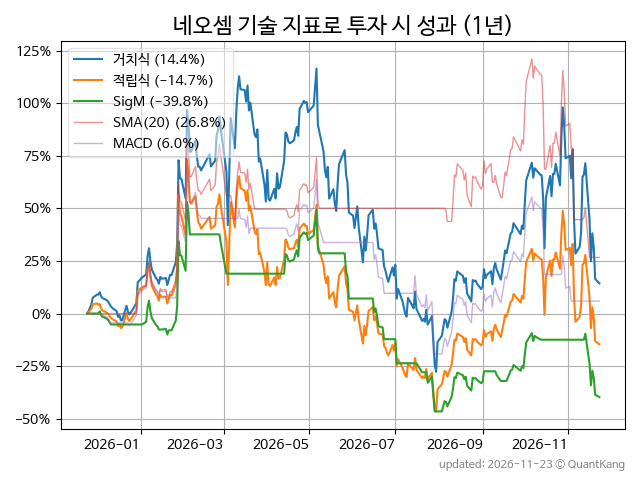 네오셈 기술 지표로 투자 시 성과 (1년)
125%
100%
75%
50%
25%
0%
−25%
−50%
거치식 (14.4%)
적립식 (−14.7%)
SigM (−39.8%)
SMA(20) (26.8%)
MACD (6.0%)
2026-01 2026-03 2026-05 2026-07 2026-09 2026-11
updated: 2026-11-23 © QuantKang